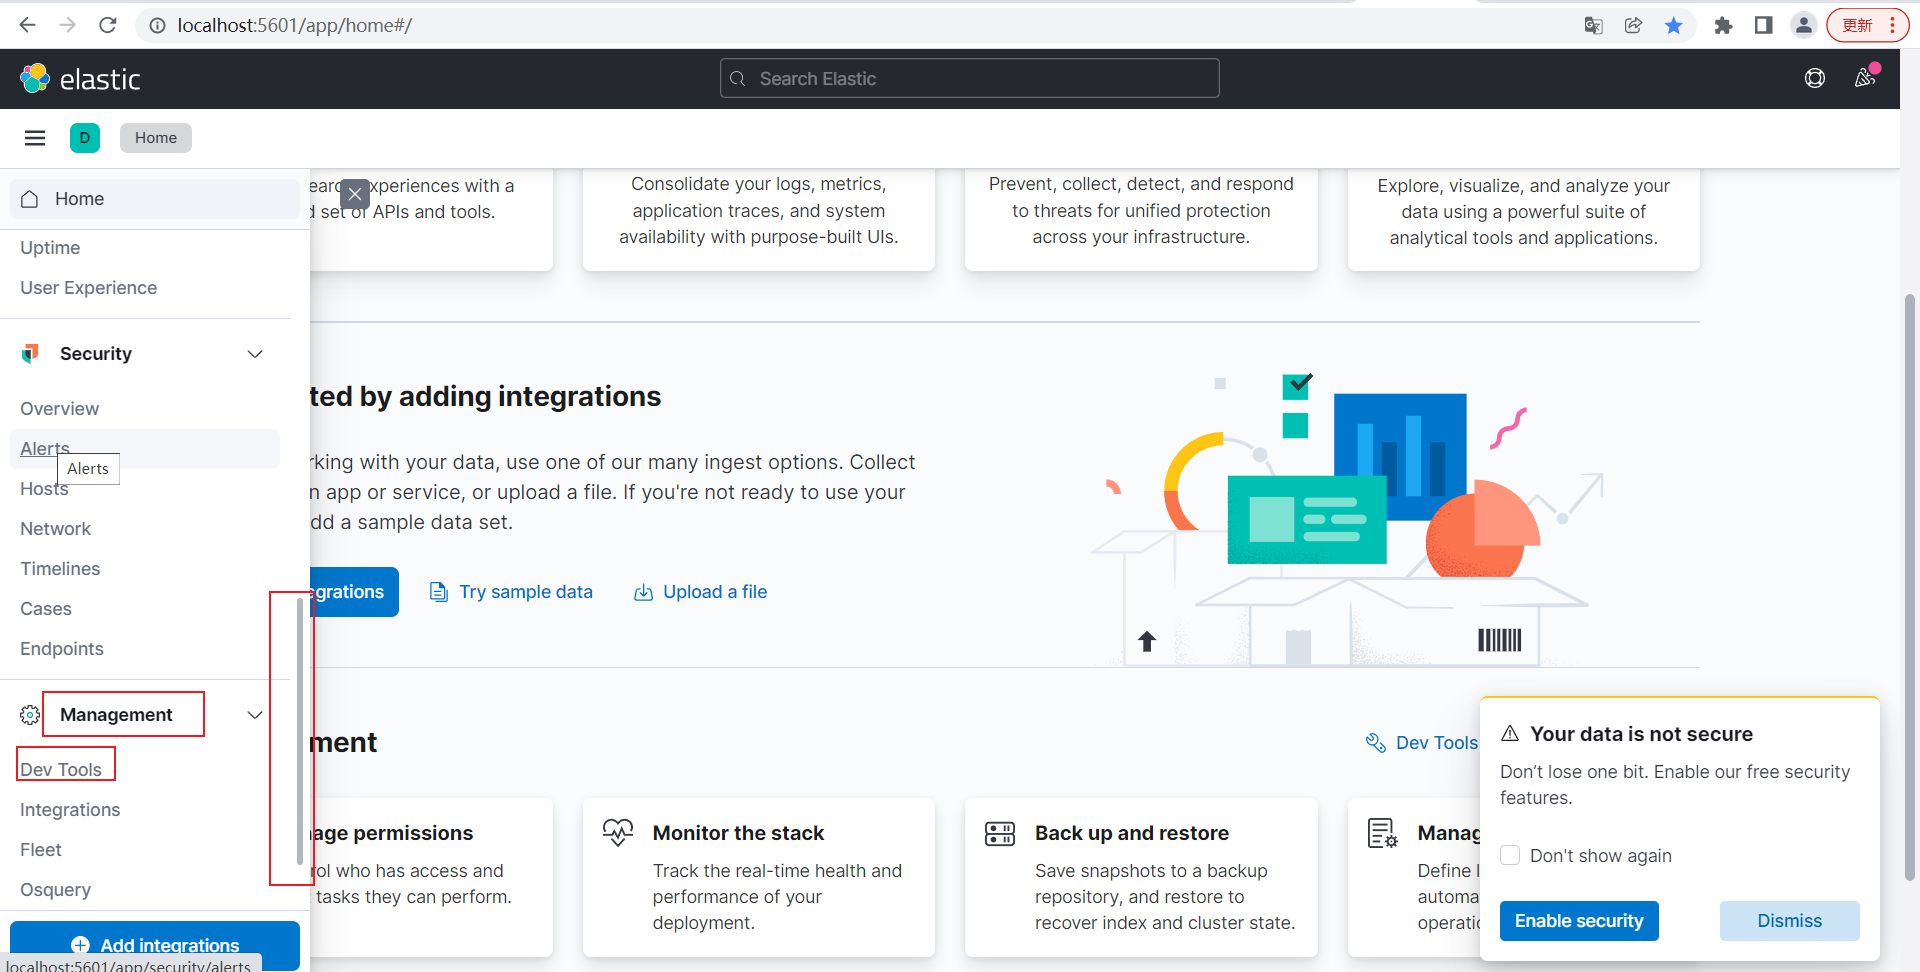 localhost:5601/app/home#/
更新
elastic
Search Elastic
D
Home
Home
Uptime
User Experience
Security
Overview
Alerts
Alerts
Hosts
Network
Timelines
Cases
Endpoints
Management
Dev Tools
Integrations
Fleet
Osquery
Add integrations
localhost:5601/app/security/alerts
xperiences with a
set of APIs and tools.
Consolidate your logs, metrics,
application traces, and system
availability with purpose-built UIs.
Prevent, collect, detect, and respond
to threats for unified protection
across your infrastructure.
Explore, visualize, and analyze your
data using a powerful suite of
analytical tools and applications.
ted by adding integrations
rking with your data, use one of our many ingest options. Collect
n app or service, or upload a file. If you're not ready to use your
dd a sample data set.
egrations
Try sample data
Upload a file
ment
Dev Tools
age permissions
rol who has access and
tasks they can perform.
Monitor the stack
Track the real-time health and
performance of your
deployment.
Back up and restore
Save snapshots to a backup
repository, and restore to
recover index and cluster state.
Manag
Define l
automa
operatic
Your data is not secure
Don’t lose one bit. Enable our free security
features.
Don't show again
Enable security
Dismiss